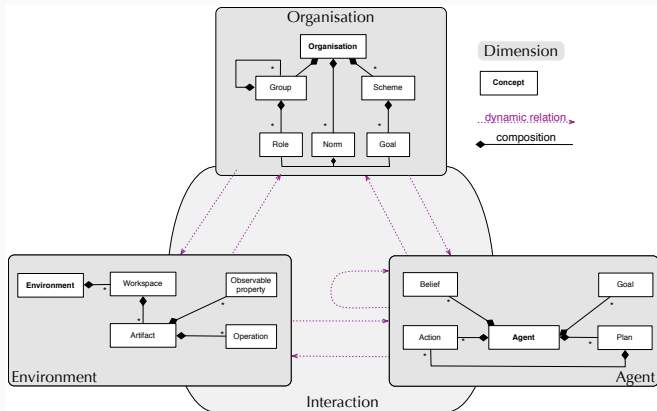 Organisation
Organisation
*
*
*
*
Group
Scheme
*
*
Role
Norm
Goal
Dimension
Concept
dynamic relation
composition
Environment
*
Workspace
*
*
Observable
property
Artifact
*
Operation
Environment
Belief
*
Goal
*
Action
*
*
Agent
Plan
*
Agent
Interaction